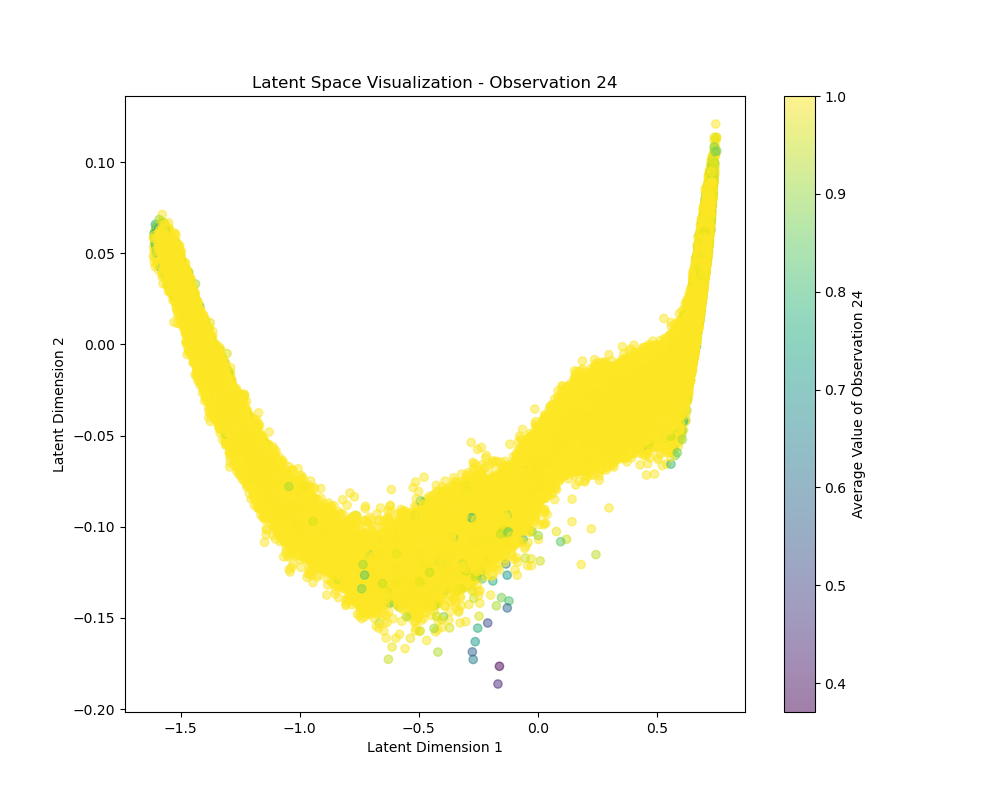 Latent Space Visualization - Observation 24
1.0
0.9
0.8
0.7
0.6
0.5
0.4
Average Value of Observation 24
0.10
0.05
0.00
−0.05
−0.10
−0.15
−0.20
Latent Dimension 2
−1.5 −1.0 −0.5 0.0 0.5
Latent Dimension 1